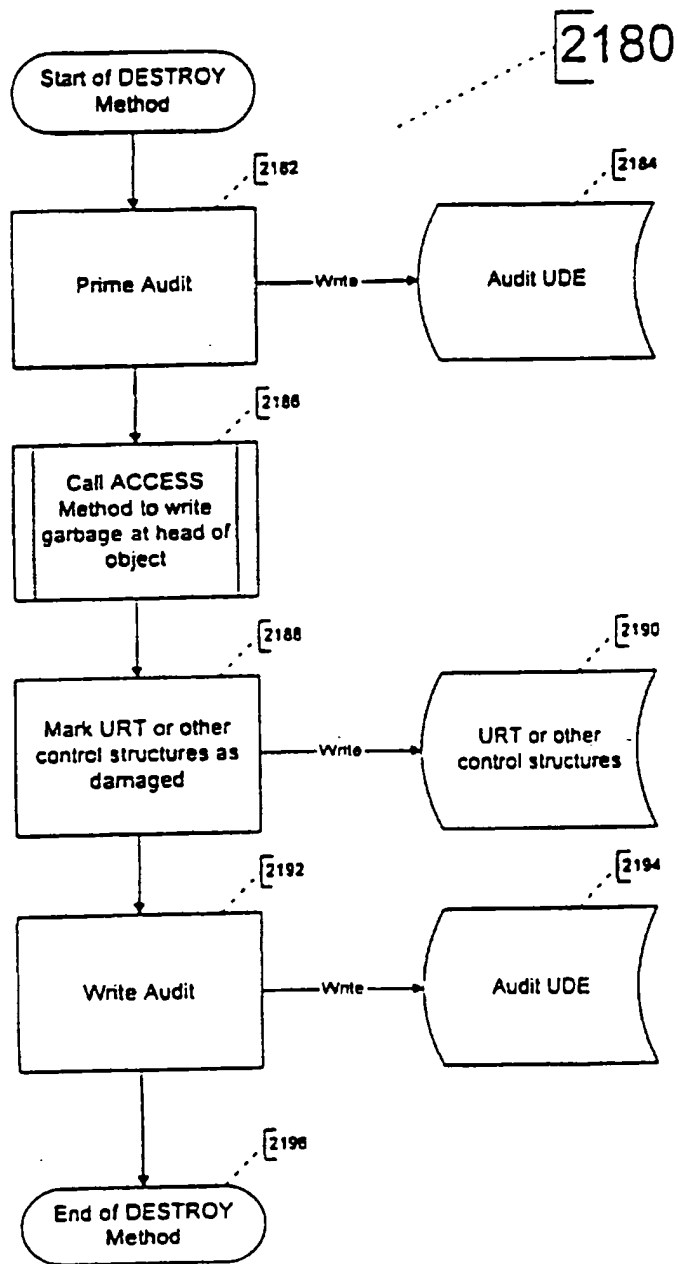 2180
Start of DESTROY
Method
2182
Prime Audit
Write
2184
Audit UDE
2186
Call ACCESS
Method to write
garbage at head of
object
2188
Mark URT or other
control structures as
damaged
Write
2190
URT or other
control structures
2192
Write Audit
Write
2194
Audit UDE
2196
End of DESTROY
Method